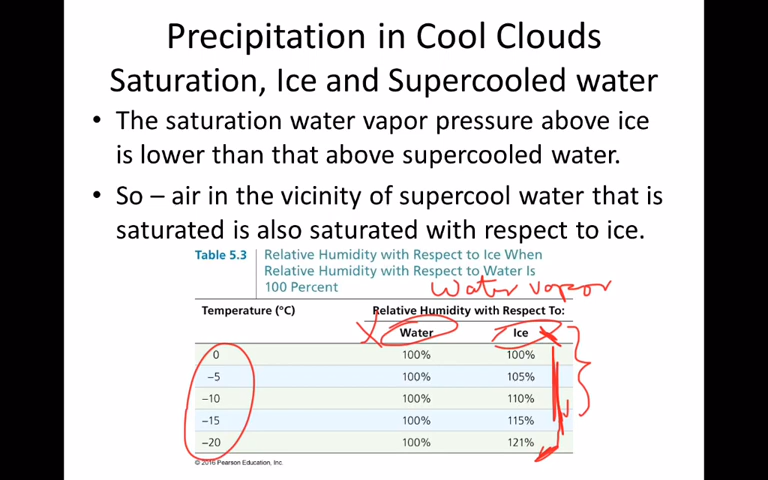 Precipitation in Cool Clouds
Saturation, Ice and Supercooled water
• The saturation water vapor pressure above ice
is lower than that above supercooled water.
• So – air in the vicinity of supercool water that is
saturated is also saturated with respect to ice.
Table 5.3 Relative Humidity with Respect to Ice When
Relative Humidity with Respect to Water Is
100 Percent
Water vapor
Temperature (°C) Relative Humidity with Respect To:
Water Ice
0 100% 100%
−5 100% 105%
−10 100% 110%
−15 100% 115%
−20 100% 121%
© 2016 Pearson Education, Inc.